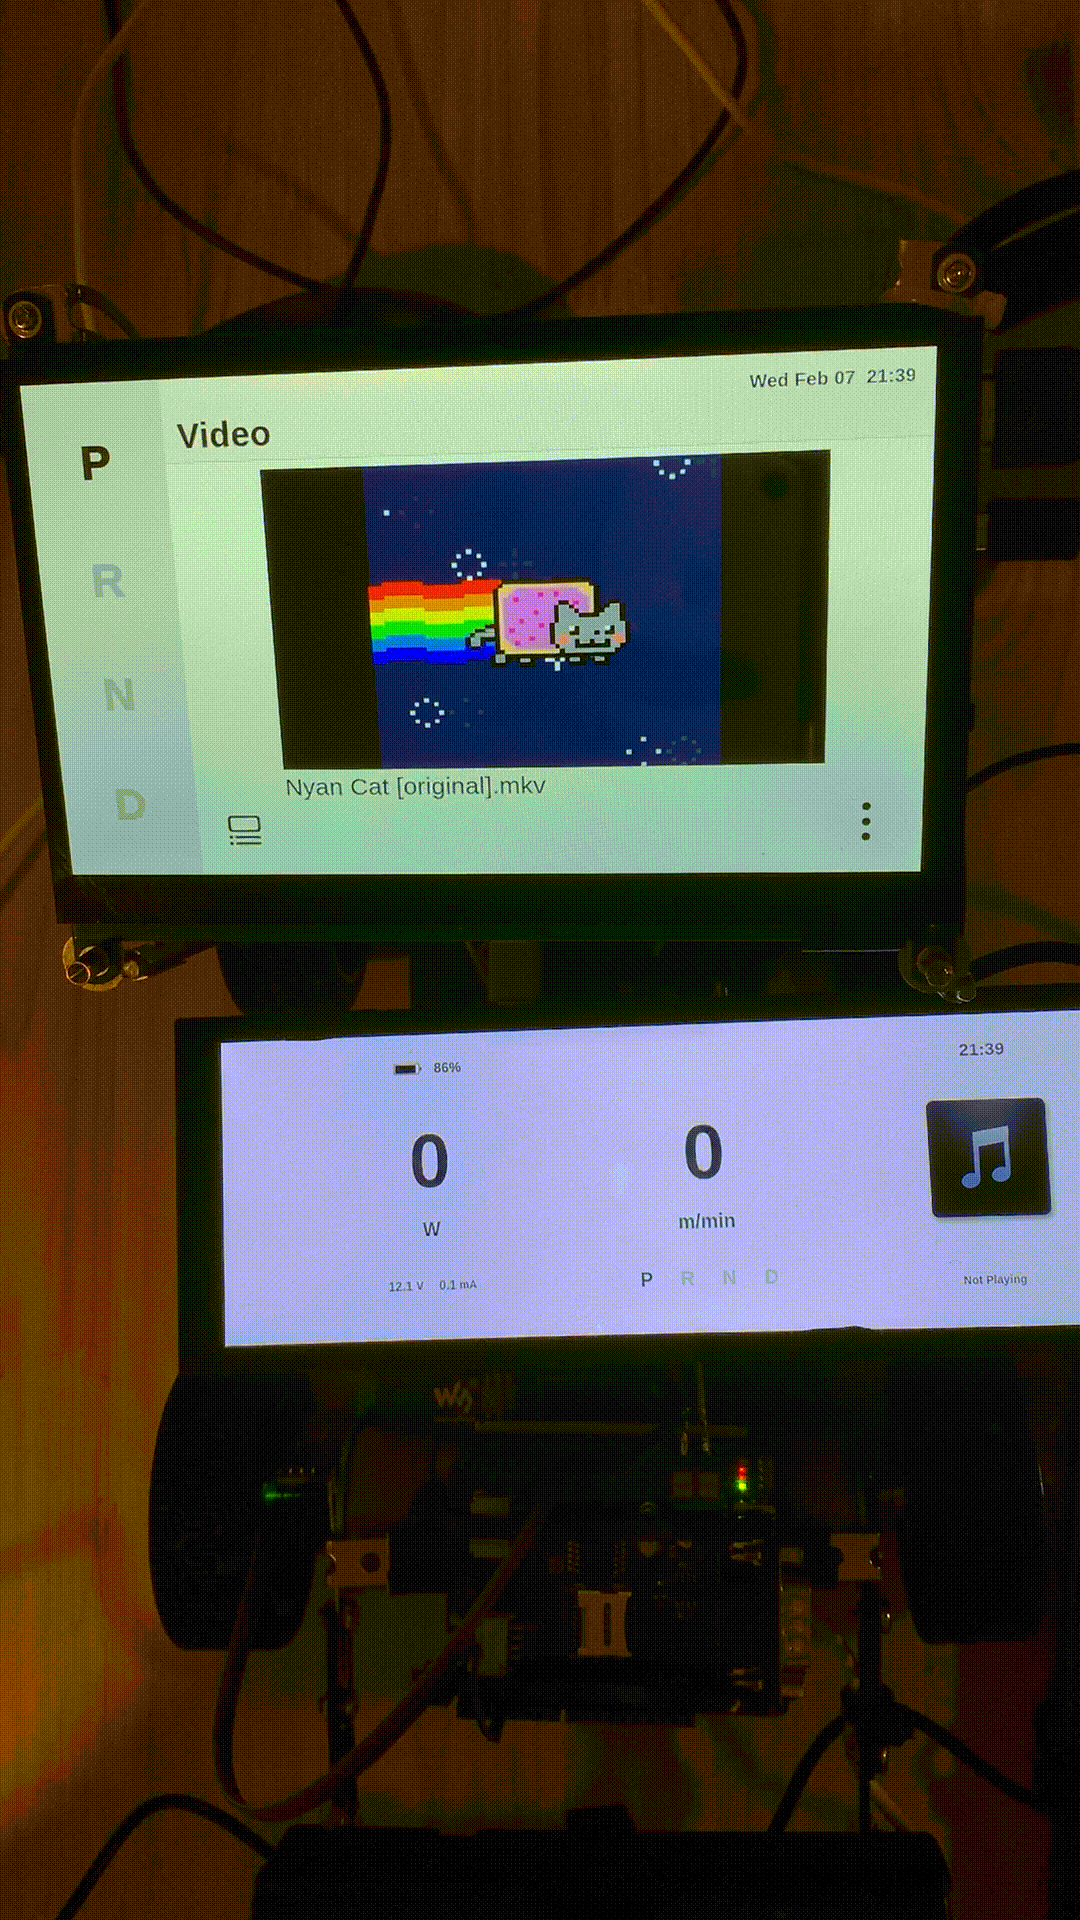 Wed Feb 07 21:39
Video
P
R
N
D
Nyan Cat [original].mkv
86%
21:39
0
W
0
m/min
12.1 V 0.1 mA
P R N D
Not Playing